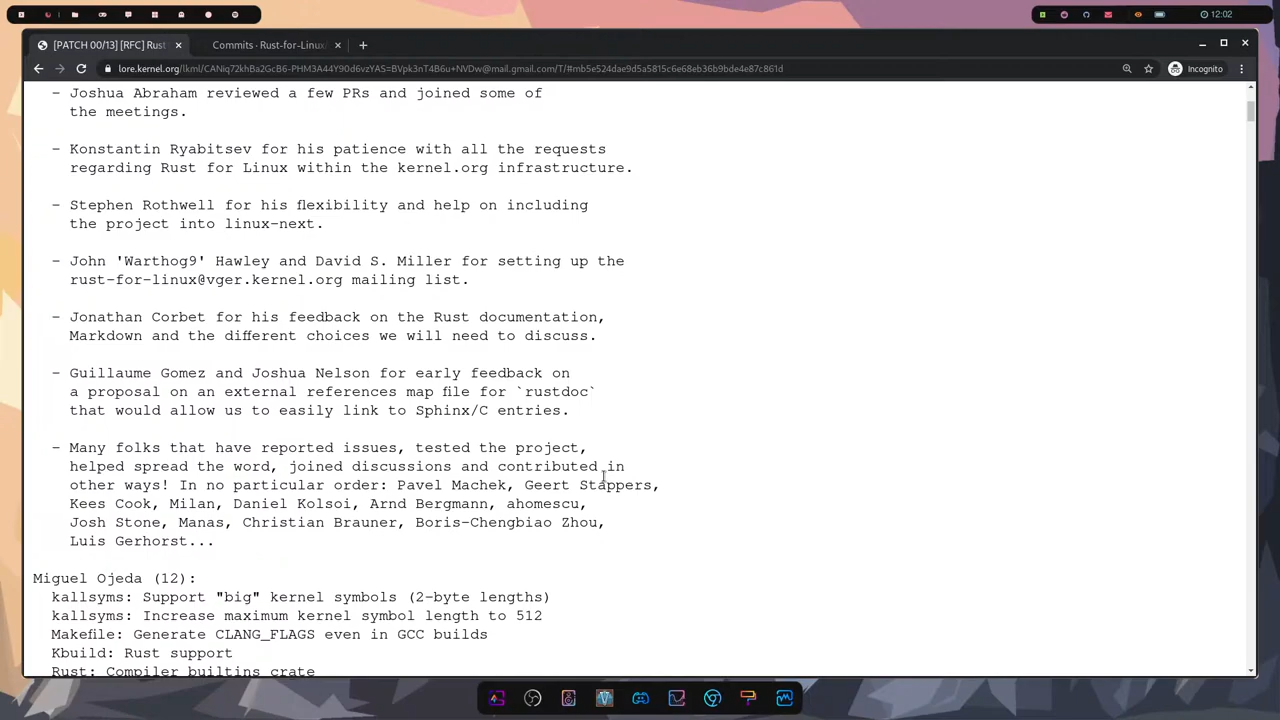 12:02
[PATCH 00/13] [RFC] Rust
Commits · Rust-for-Linux/
lore.kernel.org/lkml/CANiq72khBa2GcB6-PHM3A44Y90d6vzYAS=BVpk3nT4B6u+NVDw@mail.gmail.com/T/#mb5e524dae9d5a5815c6e68eb36b9bde4e87c861d
Incognito
- Joshua Abraham reviewed a few PRs and joined some of
the meetings.
- Konstantin Ryabitsev for his patience with all the requests
regarding Rust for Linux within the kernel.org infrastructure.
- Stephen Rothwell for his flexibility and help on including
the project into linux-next.
- John 'Warthog9' Hawley and David S. Miller for setting up the
rust-for-linux@vger.kernel.org mailing list.
- Jonathan Corbet for his feedback on the Rust documentation,
Markdown and the different choices we will need to discuss.
- Guillaume Gomez and Joshua Nelson for early feedback on
a proposal on an external references map file for `rustdoc`
that would allow us to easily link to Sphinx/C entries.
- Many folks that have reported issues, tested the project,
helped spread the word, joined discussions and contributed in
other ways! In no particular order: Pavel Machek, Geert Stappers,
Kees Cook, Milan, Daniel Kolsoi, Arnd Bergmann, ahomescu,
Josh Stone, Manas, Christian Brauner, Boris-Chengbiao Zhou,
Luis Gerhorst...
Miguel Ojeda (12):
kallsyms: Support "big" kernel symbols (2-byte lengths)
kallsyms: Increase maximum kernel symbol length to 512
Makefile: Generate CLANG_FLAGS even in GCC builds
Kbuild: Rust support
Rust: Compiler builtins crate